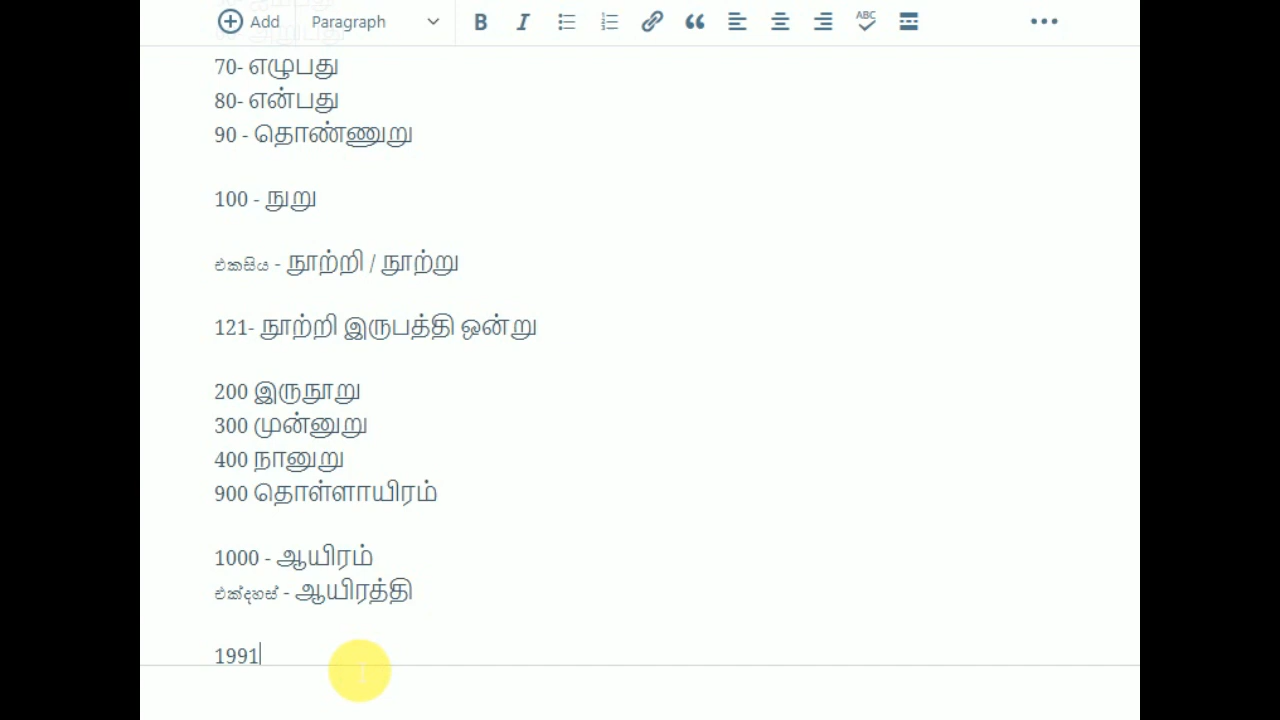 Add Paragraph B I ABC
70- எழுபது
80- என்பது
90 - தொண்ணுறு
100 - நுறு
එකසිය - நூற்றி / நூற்று
121- நூற்றி இருபத்தி ஒன்று
200 இருநூறு
300 முன்னுறு
400 நானுறு
900 தொள்ளாயிரம்
1000 - ஆயிரம்
එක්දහස් - ஆயிரத்தி
1991